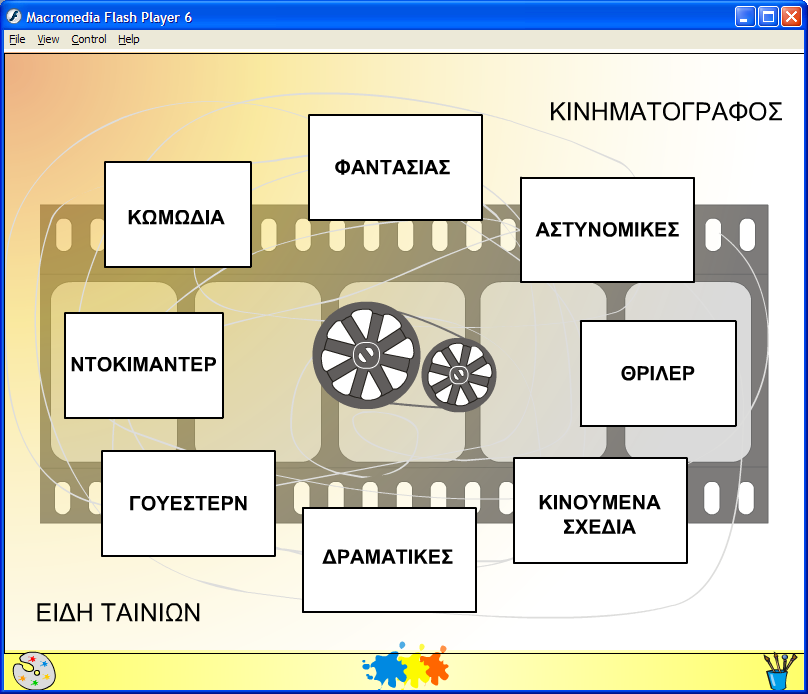 Macromedia Flash Player 6
File View Control Help
ΚΙΝΗΜΑΤΟΓΡΑΦΟΣ
ΦΑΝΤΑΣΙΑΣ
ΚΩΜΩΔΙΑ
ΑΣΤΥΝΟΜΙΚΕΣ
ΝΤΟΚΙΜΑΝΤΕΡ
ΘΡΙΛΕΡ
ΓΟΥΕΣΤΕΡΝ
ΚΙΝΟΥΜΕΝΑ
ΣΧΕΔΙΑ
ΔΡΑΜΑΤΙΚΕΣ
ΕΙΔΗ ΤΑΙΝΙΩΝ